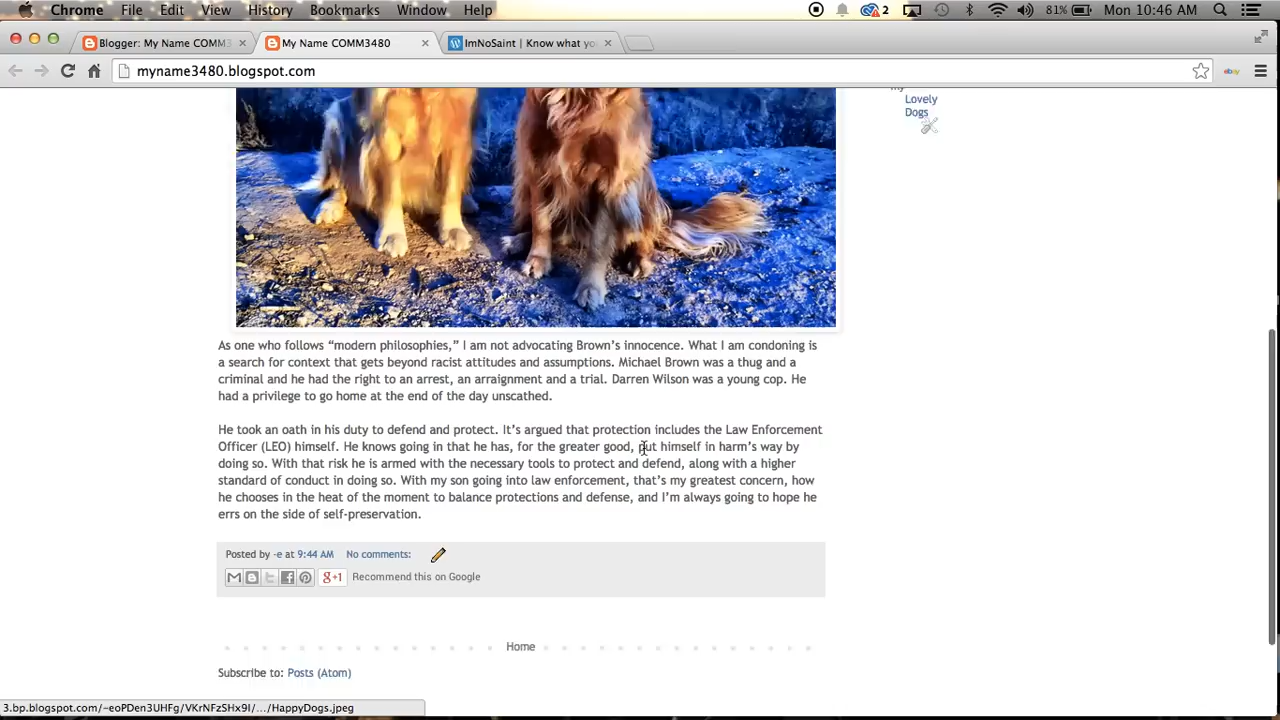 Chrome File Edit View History Bookmarks Window Help 2 81% Mon 10:46 AM
Blogger: My Name COMM3 My Name COMM3480 ImNoSaint | Know what yo
myname3480.blogspot.com ebay
Lovely
Dogs
As one who follows “modern philosophies,” I am not advocating Brown’s innocence. What I am condoning is
a search for context that gets beyond racist attitudes and assumptions. Michael Brown was a thug and a
criminal and he had the right to an arrest, an arraignment and a trial. Darren Wilson was a young cop. He
had a privilege to go home at the end of the day unscathed.
He took an oath in his duty to defend and protect. It’s argued that protection includes the Law Enforcement
Officer (LEO) himself. He knows going in that he has, for the greater good, put himself in harm’s way by
doing so. With that risk he is armed with the necessary tools to protect and defend, along with a higher
standard of conduct in doing so. With my son going into law enforcement, that’s my greatest concern, how
he chooses in the heat of the moment to balance protections and defense, and I’m always going to hope he
errs on the side of self-preservation.
Posted by -e at 9:44 AM No comments:
g+1 Recommend this on Google
Home
Subscribe to: Posts (Atom)
3.bp.blogspot.com/-eoPDen3UHFg/VKrNFzSHx9I/.../HappyDogs.jpeg